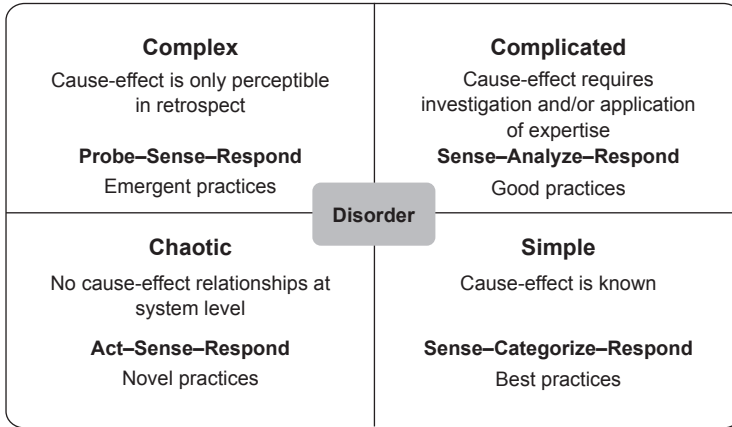 Complex
Cause-effect is only perceptible
in retrospect
Probe–Sense–Respond
Emergent practices
Complicated
Cause-effect requires
investigation and/or application
of expertise
Sense–Analyze–Respond
Good practices
Disorder
Chaotic
No cause-effect relationships at
system level
Act–Sense–Respond
Novel practices
Simple
Cause-effect is known
Sense–Categorize–Respond
Best practices